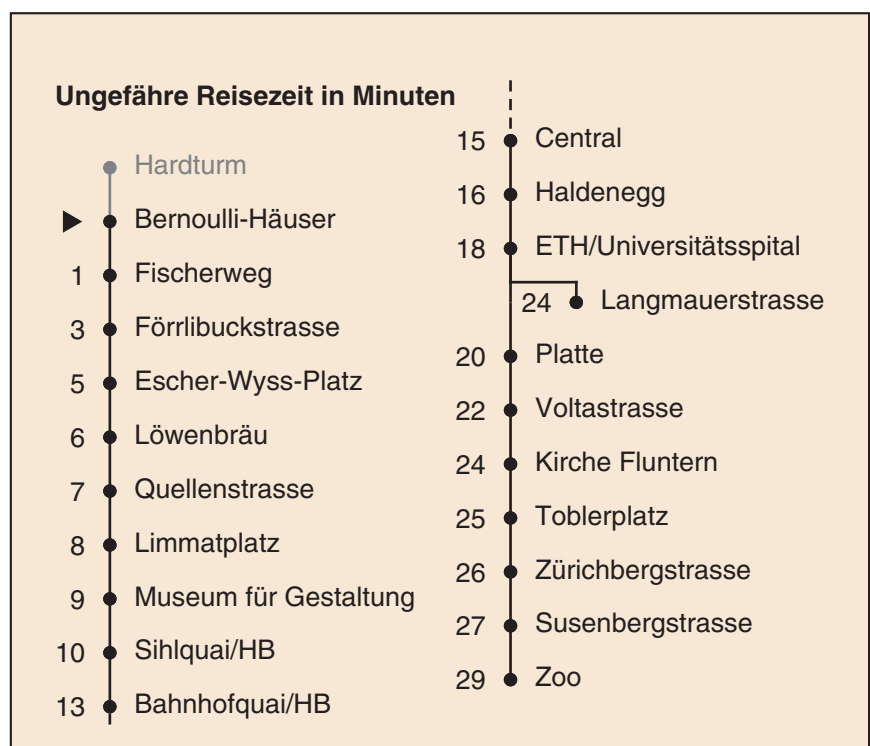 Ungefähre Reisezeit in Minuten
Hardturm
Bernoulli-Häuser
1 Fischerweg
3 Förrlibuckstrasse
5 Escher-Wyss-Platz
6 Löwenbräu
7 Quellenstrasse
8 Limmatplatz
9 Museum für Gestaltung
10 Sihlquai/HB
13 Bahnhofquai/HB
15 Central
16 Haldenegg
18 ETH/Universitätsspital
24 Langmauerstrasse
20 Platte
22 Voltastrasse
24 Kirche Fluntern
25 Toblerplatz
26 Zürichbergstrasse
27 Susenbergstrasse
29 Zoo